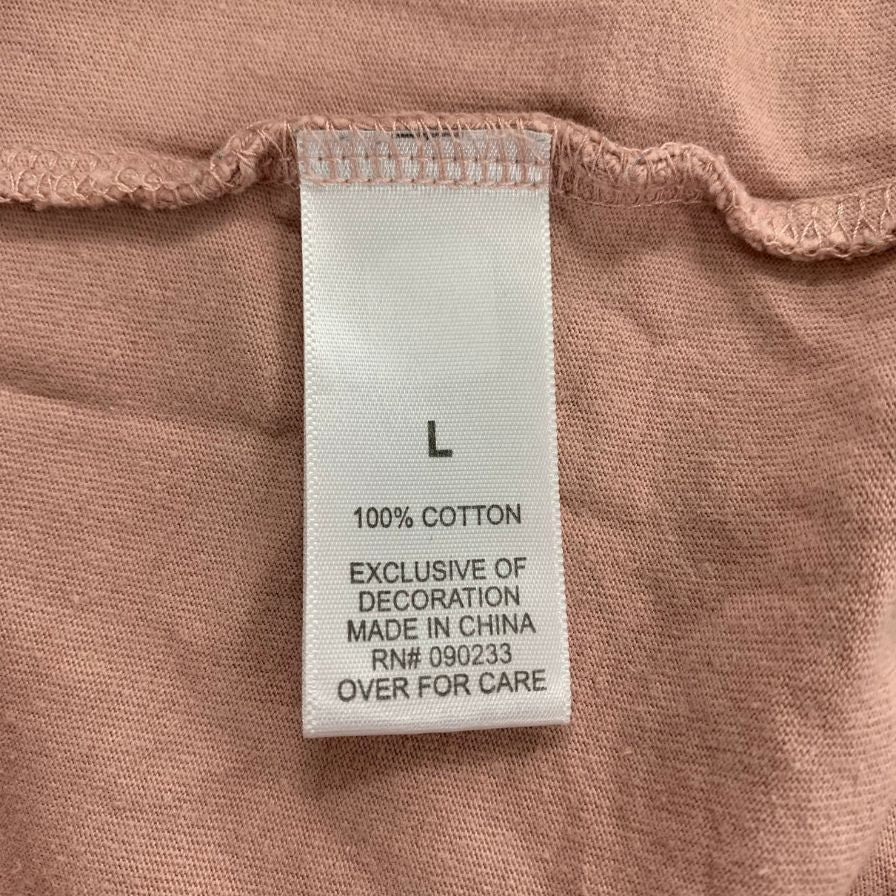 L
100% COTTON
EXCLUSIVE OF
DECORATION
MADE IN CHINA
RN# 090233
OVER FOR CARE